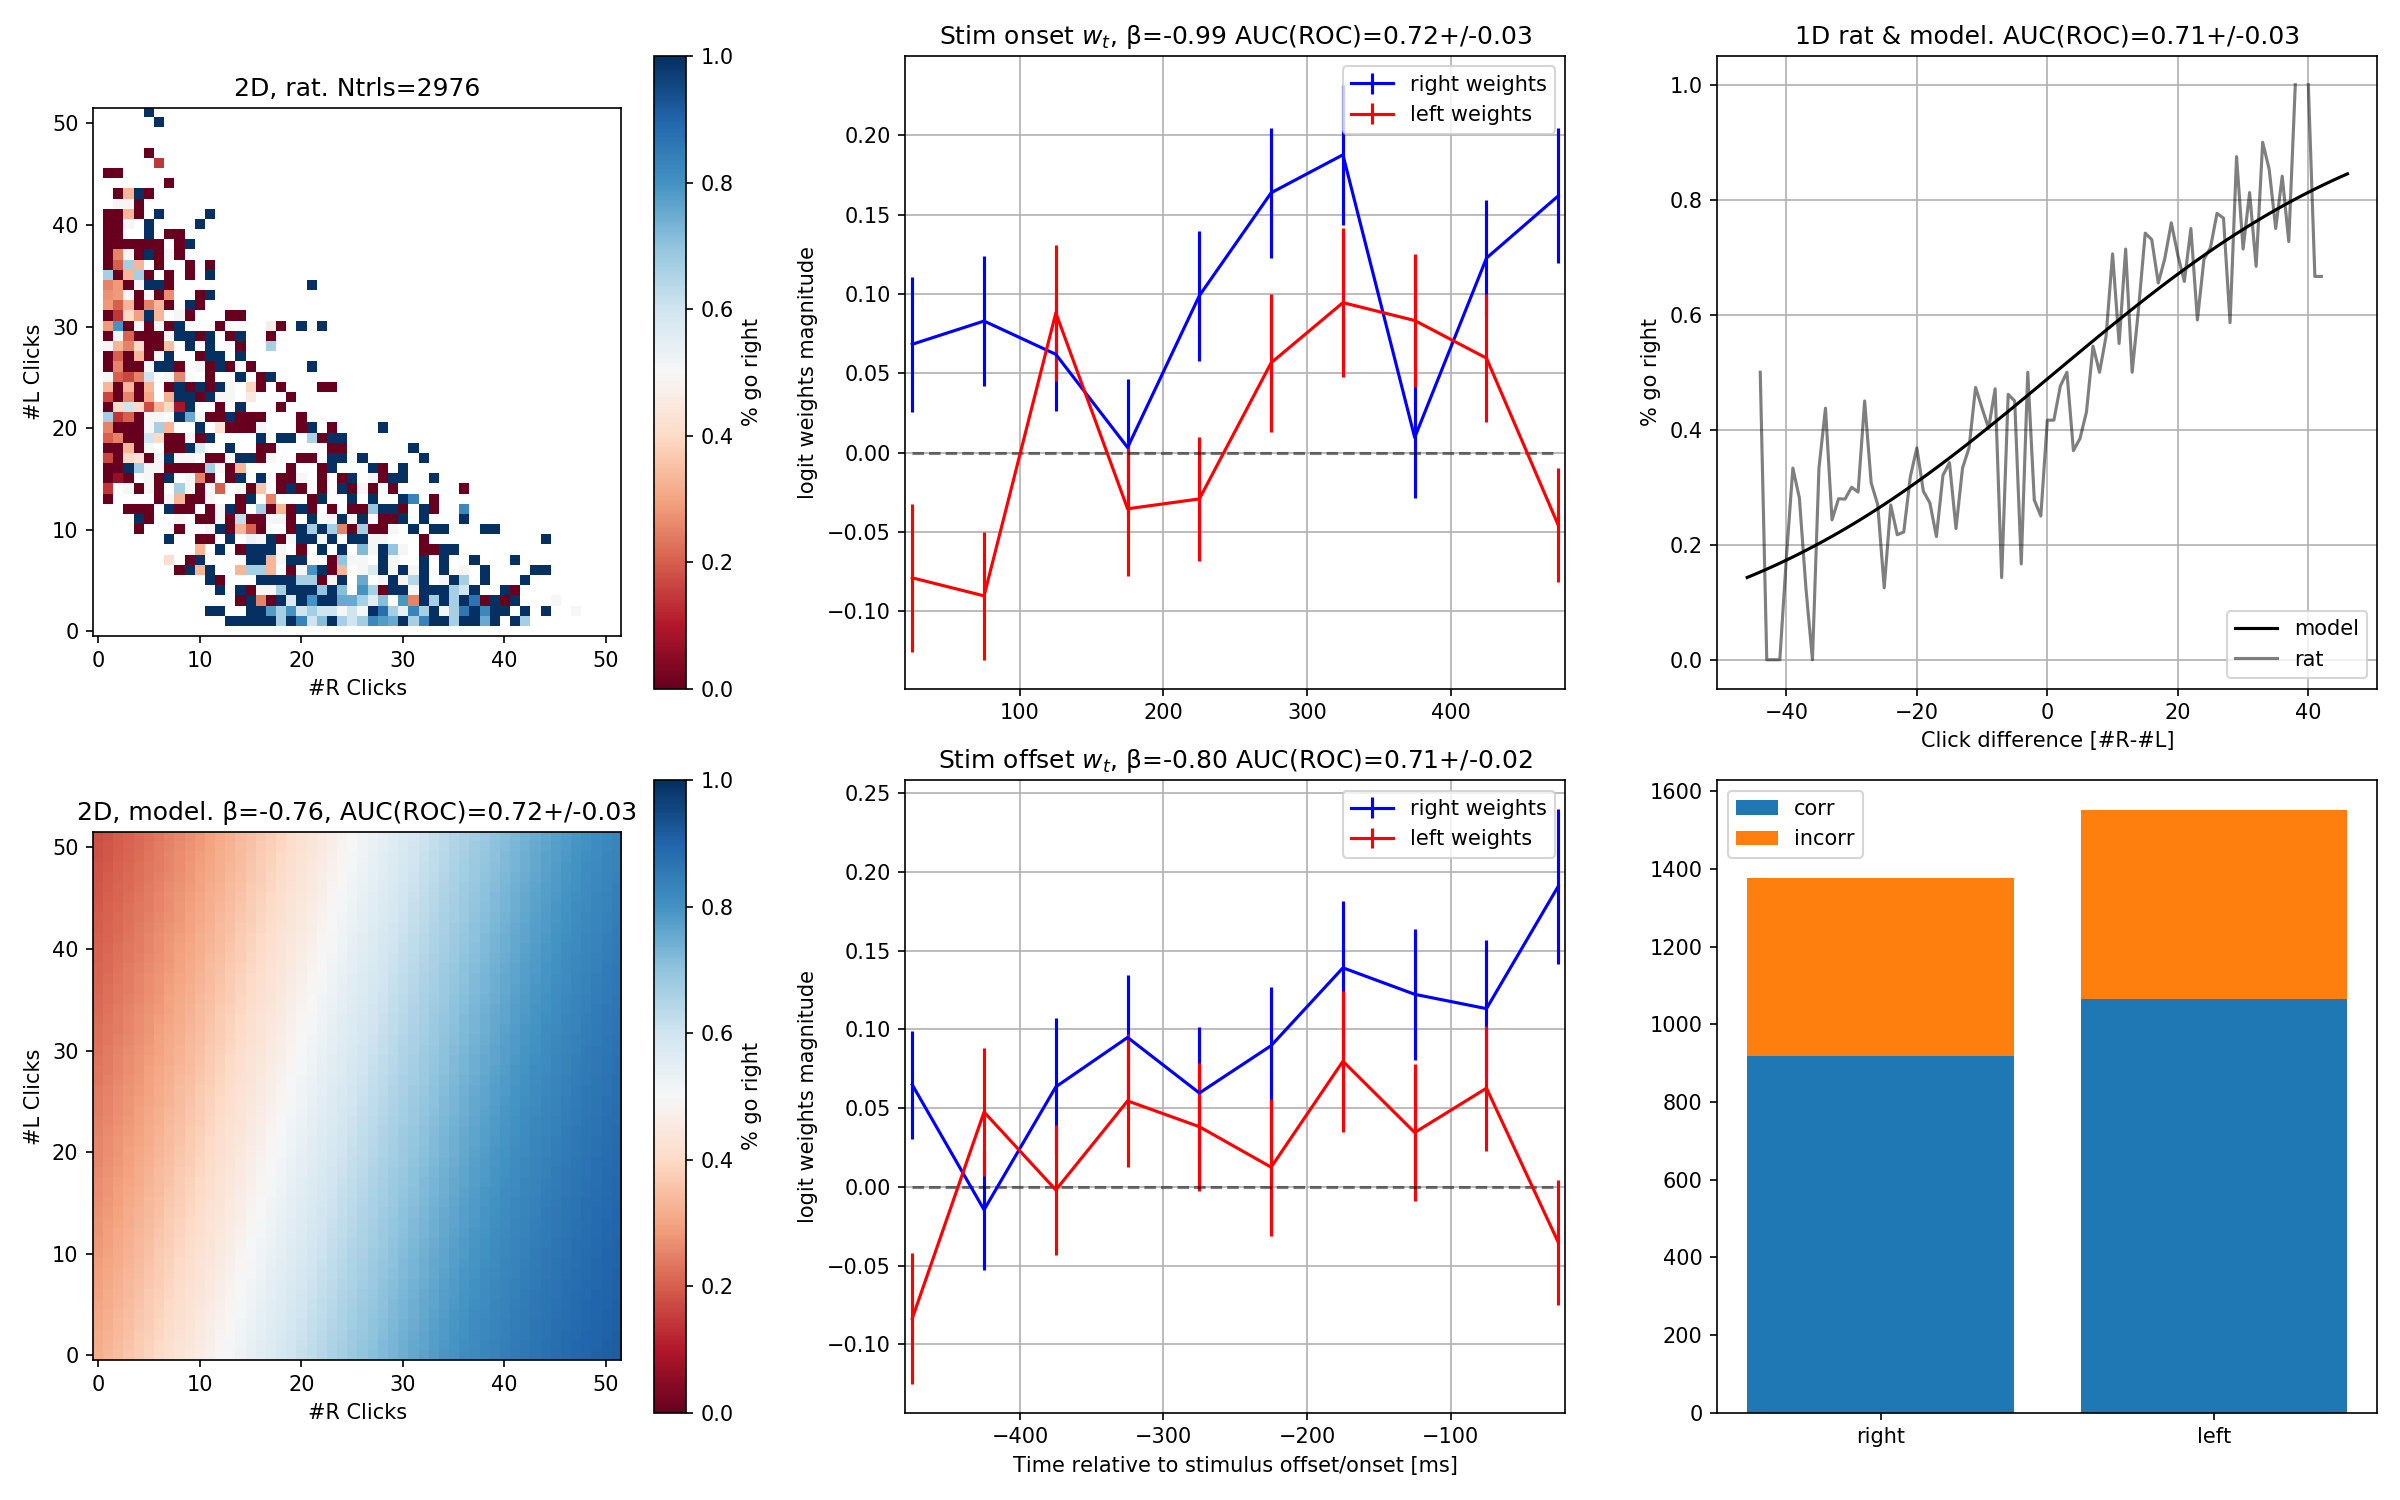 2D, rat. Ntrls=2976
50
40
30
20
10
0
#L Clicks
0 10 20 30 40 50
#R Clicks
1.0
0.8
0.6
0.4
0.2
0.0
% go right
Stim onset wₜ, β=-0.99 AUC(ROC)=0.72+/-0.03
right weights
left weights
0.20
0.15
0.10
0.05
0.00
−0.05
−0.10
logit weights magnitude
100 200 300 400
1D rat & model. AUC(ROC)=0.71+/-0.03
1.0
0.8
0.6
0.4
0.2
0.0
% go right
model
rat
−40 −20 0 20 40
Click difference [#R-#L]
2D, model. β=-0.76, AUC(ROC)=0.72+/-0.03
50
40
30
20
10
0
#L Clicks
0 10 20 30 40 50
#R Clicks
1.0
0.8
0.6
0.4
0.2
0.0
% go right
Stim offset wₜ, β=-0.80 AUC(ROC)=0.71+/-0.02
right weights
left weights
0.25
0.20
0.15
0.10
0.05
0.00
−0.05
−0.10
logit weights magnitude
−400 −300 −200 −100
Time relative to stimulus offset/onset [ms]
corr
incorr
1600
1400
1200
1000
800
600
400
200
0
right left